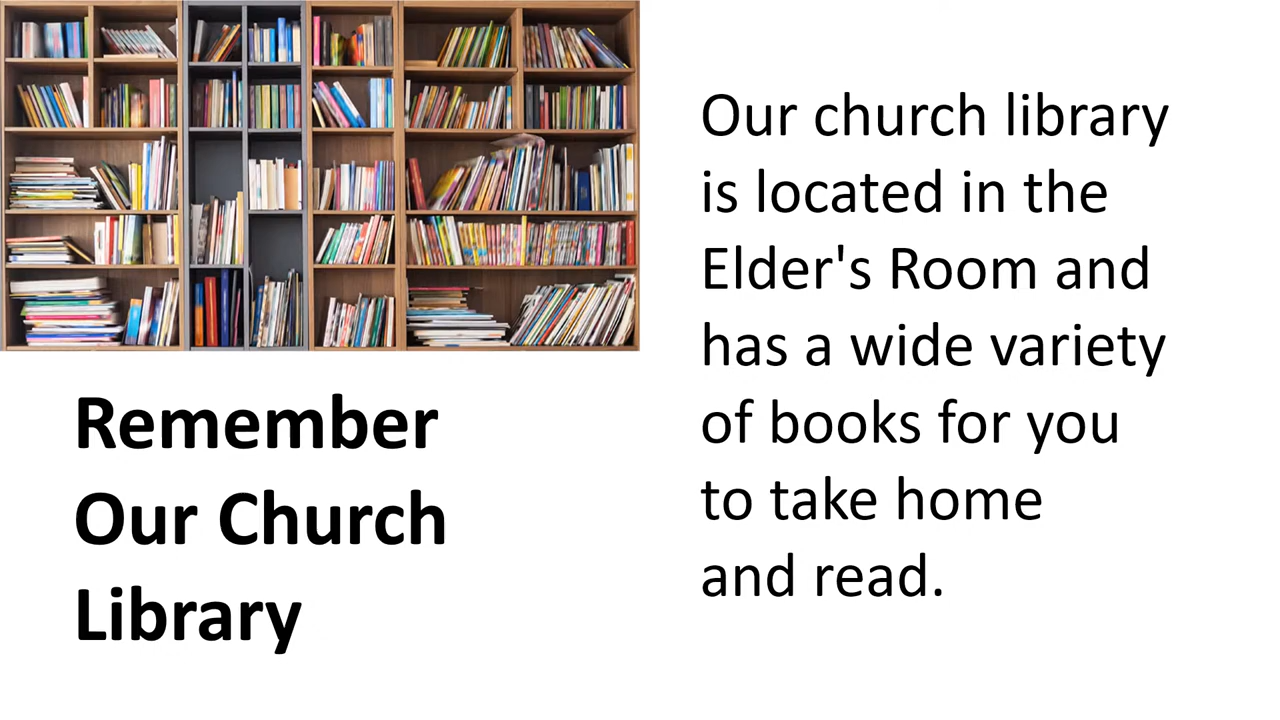 Remember
Our Church
Library
Our church library
is located in the
Elder's Room and
has a wide variety
of books for you
to take home
and read.